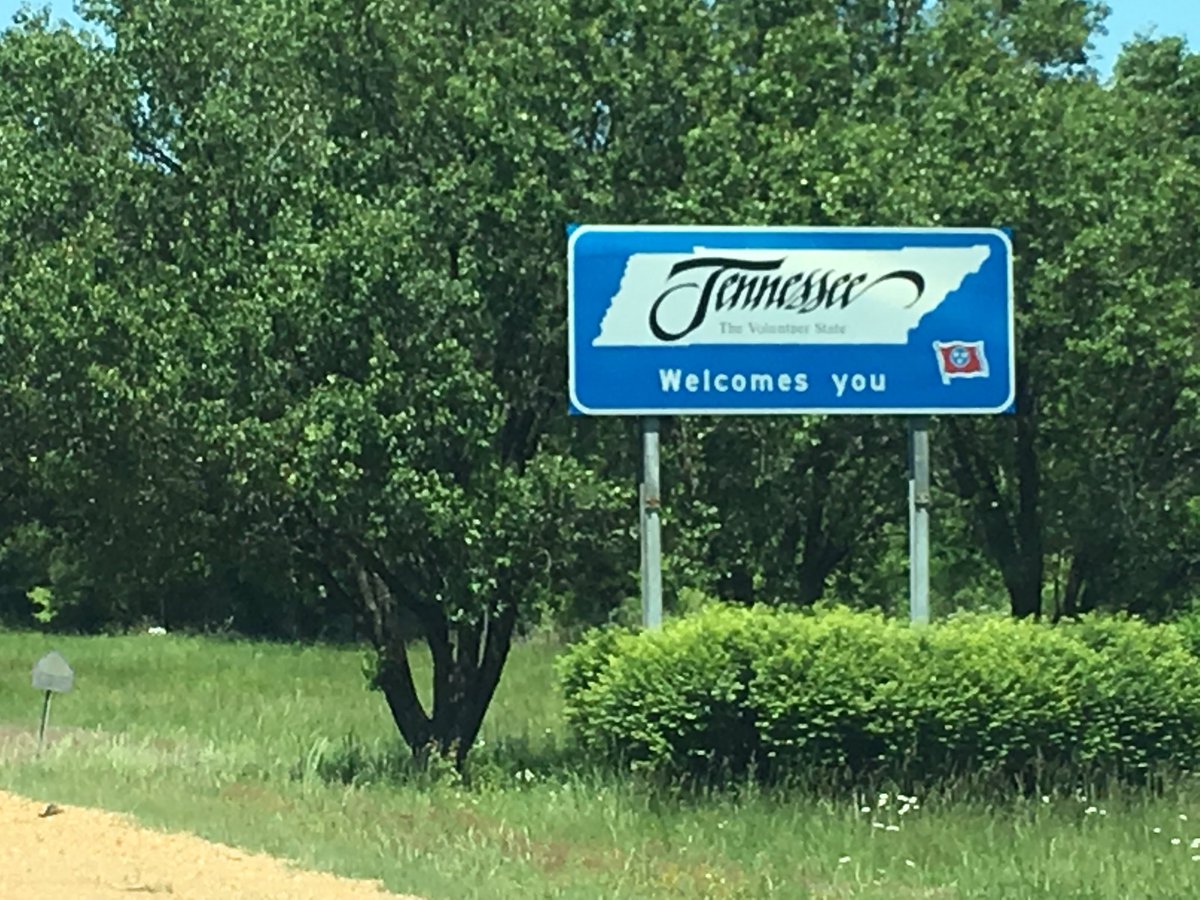 Tennessee
The Volunteer State
Welcomes you